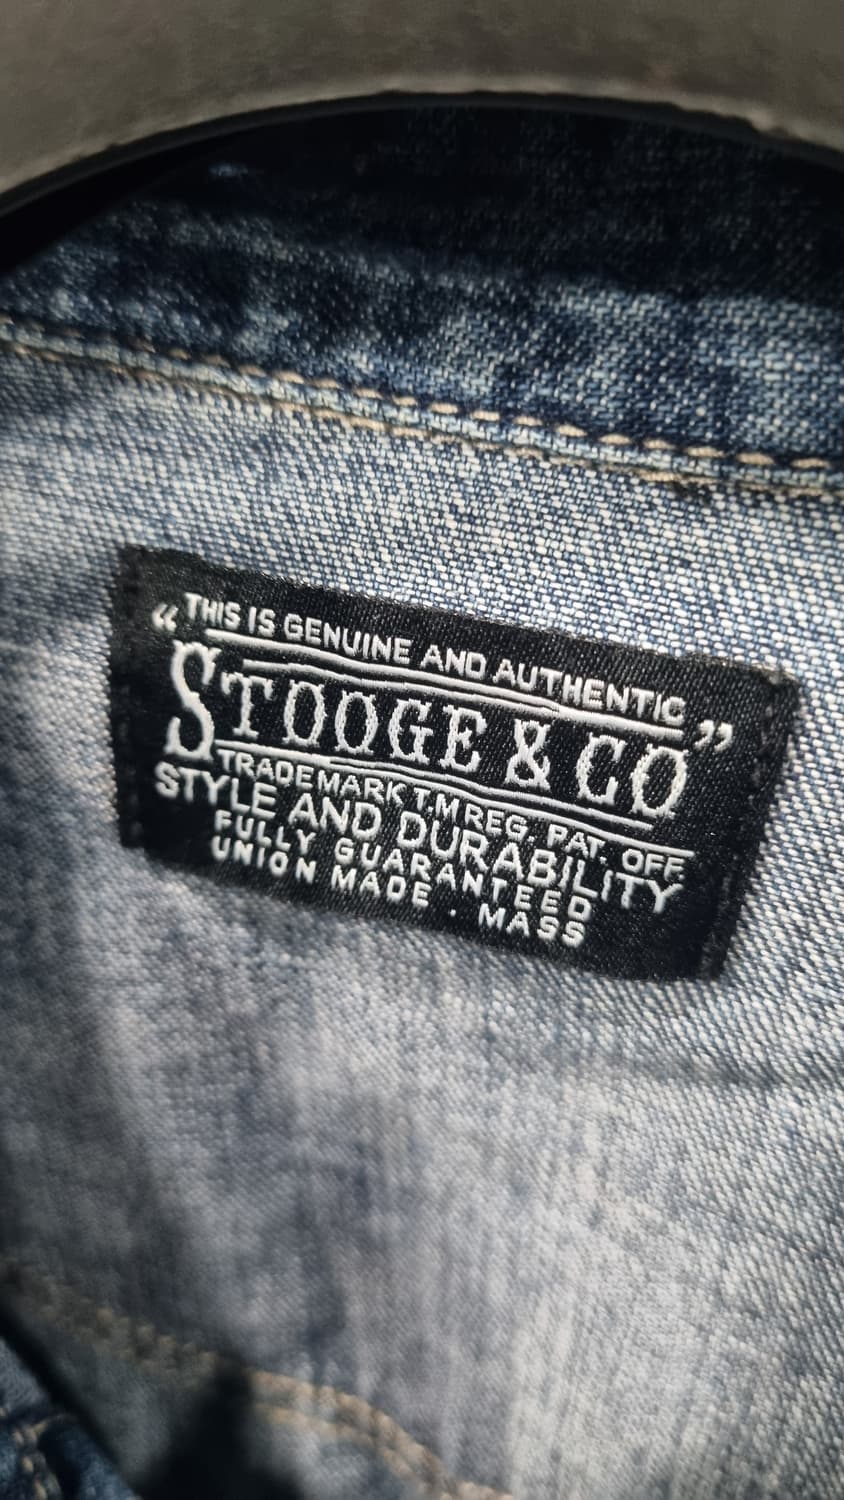 “THIS IS GENUINE AND AUTHENTIC
STOOGE & CO”
TRADEMARK T.M REG. PAT. OFF.
STYLE AND DURABILITY
FULLY GUARANTEED
UNION MADE · MASS